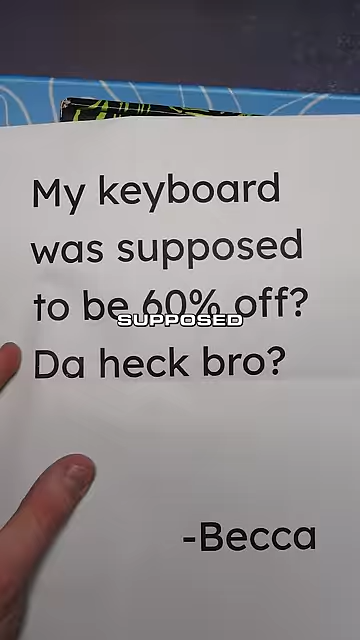 My keyboard
was supposed
to be 60% off?
SUPPOSED
Da heck bro?
-Becca